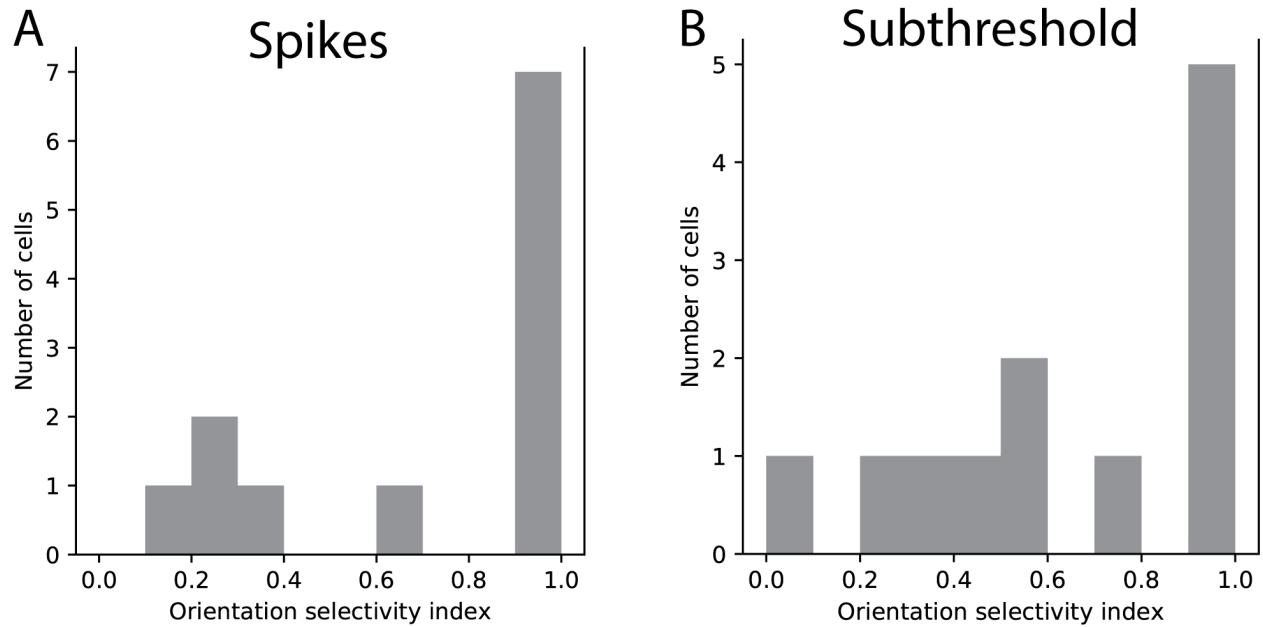 A
Spikes
7
6
5
4
3
2
1
0
Number of cells
0.0 0.2 0.4 0.6 0.8 1.0
Orientation selectivity index
B
Subthreshold
5
4
3
2
1
0
Number of cells
0.0 0.2 0.4 0.6 0.8 1.0
Orientation selectivity index